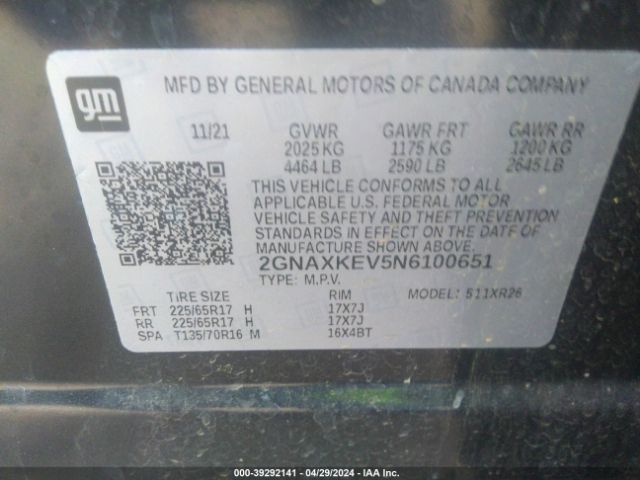 gm
MFD BY GENERAL MOTORS OF CANADA COMPANY
11/21 GVWR GAWR FRT GAWR RR
2025 KG 1175 KG 1200 KG
4464 LB 2590 LB 2645 LB
THIS VEHICLE CONFORMS TO ALL
APPLICABLE U.S. FEDERAL MOTOR
VEHICLE SAFETY AND THEFT PREVENTION
STANDARDS IN EFFECT ON THE DATE OF
MANUFACTURE SHOWN ABOVE.
2GNAXKEV5N6100651
TYPE: M.P.V. MODEL: 511XR26
TIRE SIZE RIM
FRT 225/65R17 H 17X7J
RR 225/65R17 H 17X7J
SPA T135/70R16 M 16X4BT
000-39292141 - 04/29/2024 - IAA Inc.